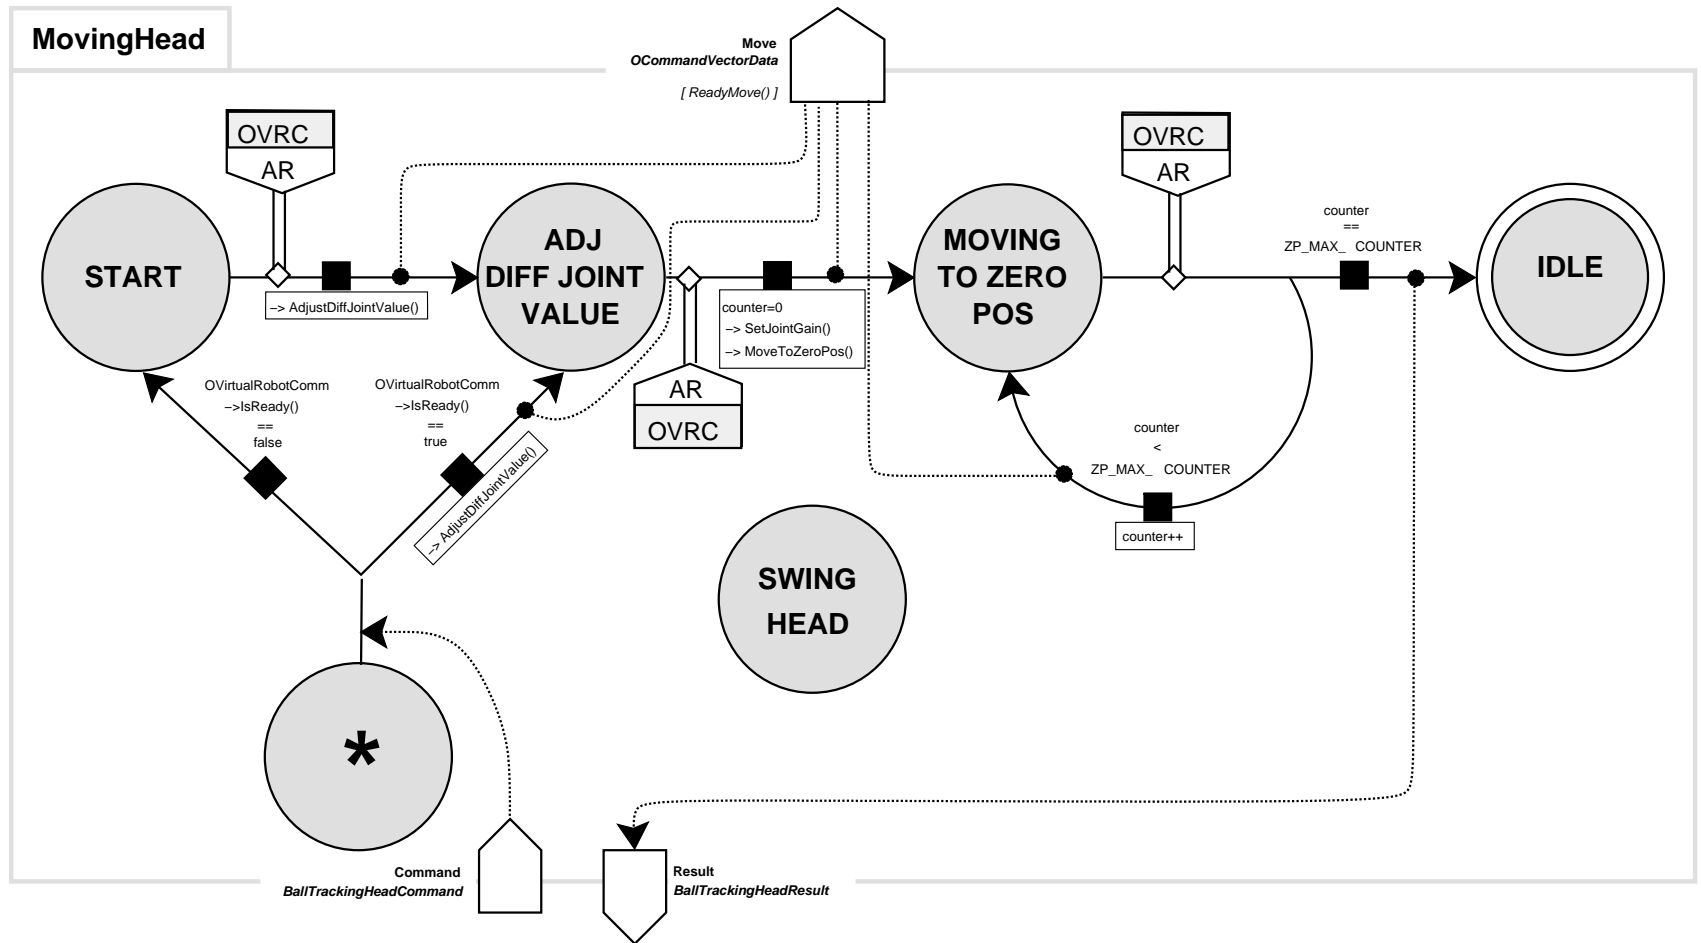 MovingHead
Move
OCommandVectorData
[ ReadyMove() ]
OVRC
AR
OVRC
AR
START
–> AdjustDiffJointValue()
ADJ
DIFF JOINT
VALUE
counter=0
–> SetJointGain()
–> MoveToZeroPos()
AR
OVRC
MOVING
TO ZERO
POS
counter
==
ZP_MAX_ COUNTER
IDLE
OVirtualRobotComm
–>IsReady()
==
false
OVirtualRobotComm
–>IsReady()
==
true
–> AdjustDiffJointValue()
counter
<
ZP_MAX_ COUNTER
counter++
SWING
HEAD
*
Command
BallTrackingHeadCommand
Result
BallTrackingHeadResult